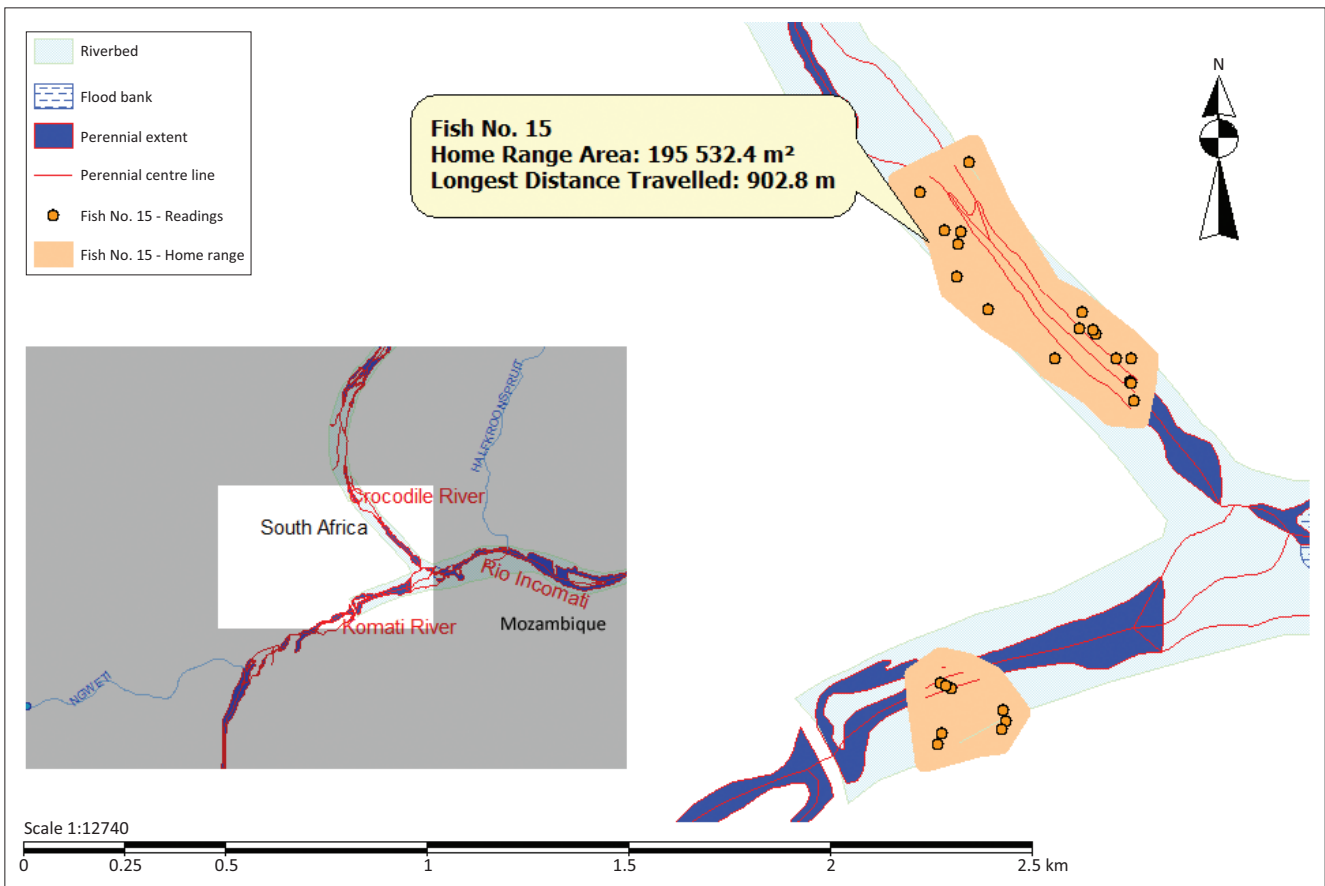 Riverbed
Flood bank
Perennial extent
Perennial centre line
Fish No. 15 - Readings
Fish No. 15 - Home range
Fish No. 15
Home Range Area: 195 532.4 m²
Longest Distance Travelled: 902.8 m
N
HALFKROONSPRUIT
Crocodile River
South Africa
Rio Incomati
Komati River
Mozambique
NGWETI
Scale 1:12740
0 0.25 0.5 1 1.5 2 2.5 km